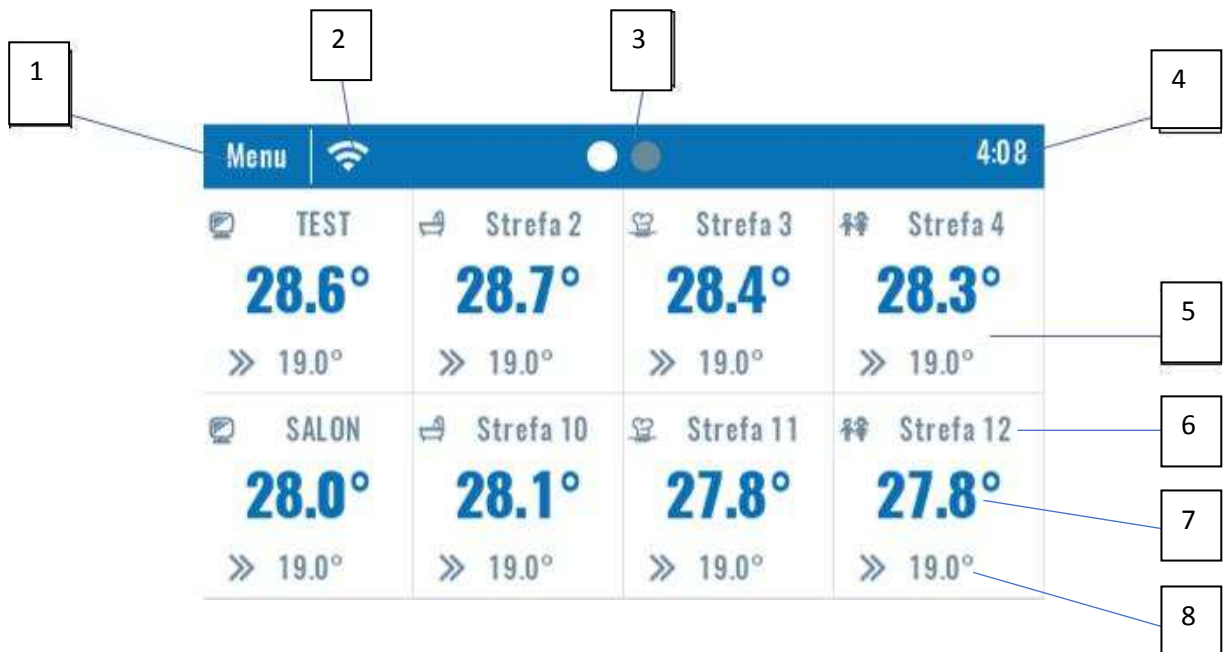 1
2
3
4
Menu 4:08
TEST Strefa 2 Strefa 3 Strefa 4
28.6° 28.7° 28.4° 28.3°
5
» 19.0° » 19.0° » 19.0° » 19.0°
SALON Strefa 10 Strefa 11 Strefa 12
6
28.0° 28.1° 27.8° 27.8°
7
» 19.0° » 19.0° » 19.0° » 19.0°
8